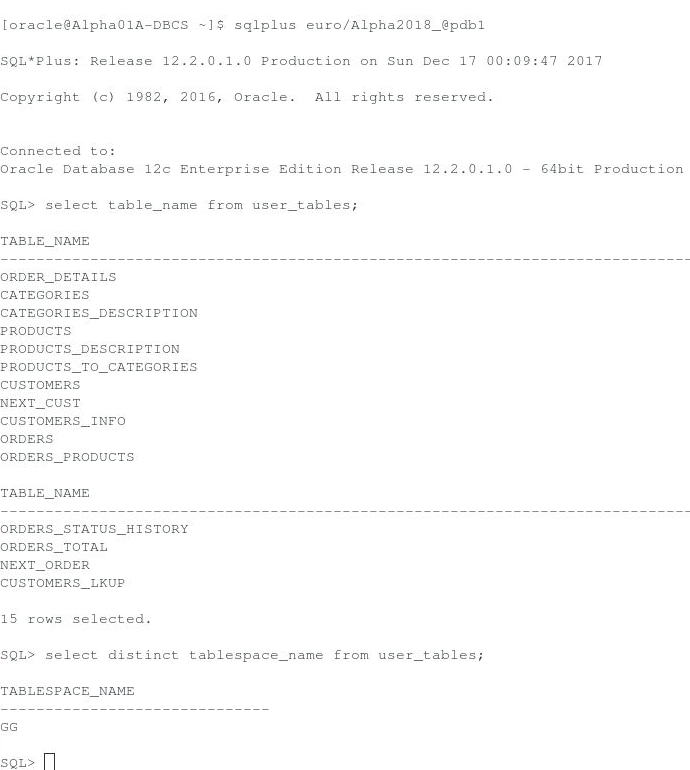 [oracle@Alpha01A-DBCS ~]$ sqlplus euro/Alpha2018_@pdb1
SQL*Plus: Release 12.2.0.1.0 Production on Sun Dec 17 00:09:47 2017
Copyright (c) 1982, 2016, Oracle.  All rights reserved.
Connected to:
Oracle Database 12c Enterprise Edition Release 12.2.0.1.0 - 64bit Production
SQL> select table_name from user_tables;
TABLE_NAME
--------------------------------------------------------------------------------
ORDER_DETAILS
CATEGORIES
CATEGORIES_DESCRIPTION
PRODUCTS
PRODUCTS_DESCRIPTION
PRODUCTS_TO_CATEGORIES
CUSTOMERS
NEXT_CUST
CUSTOMERS_INFO
ORDERS
ORDERS_PRODUCTS
TABLE_NAME
--------------------------------------------------------------------------------
ORDERS_STATUS_HISTORY
ORDERS_TOTAL
NEXT_ORDER
CUSTOMERS_LKUP
15 rows selected.
SQL> select distinct tablespace_name from user_tables;
TABLESPACE_NAME
------------------------------
GG
SQL>